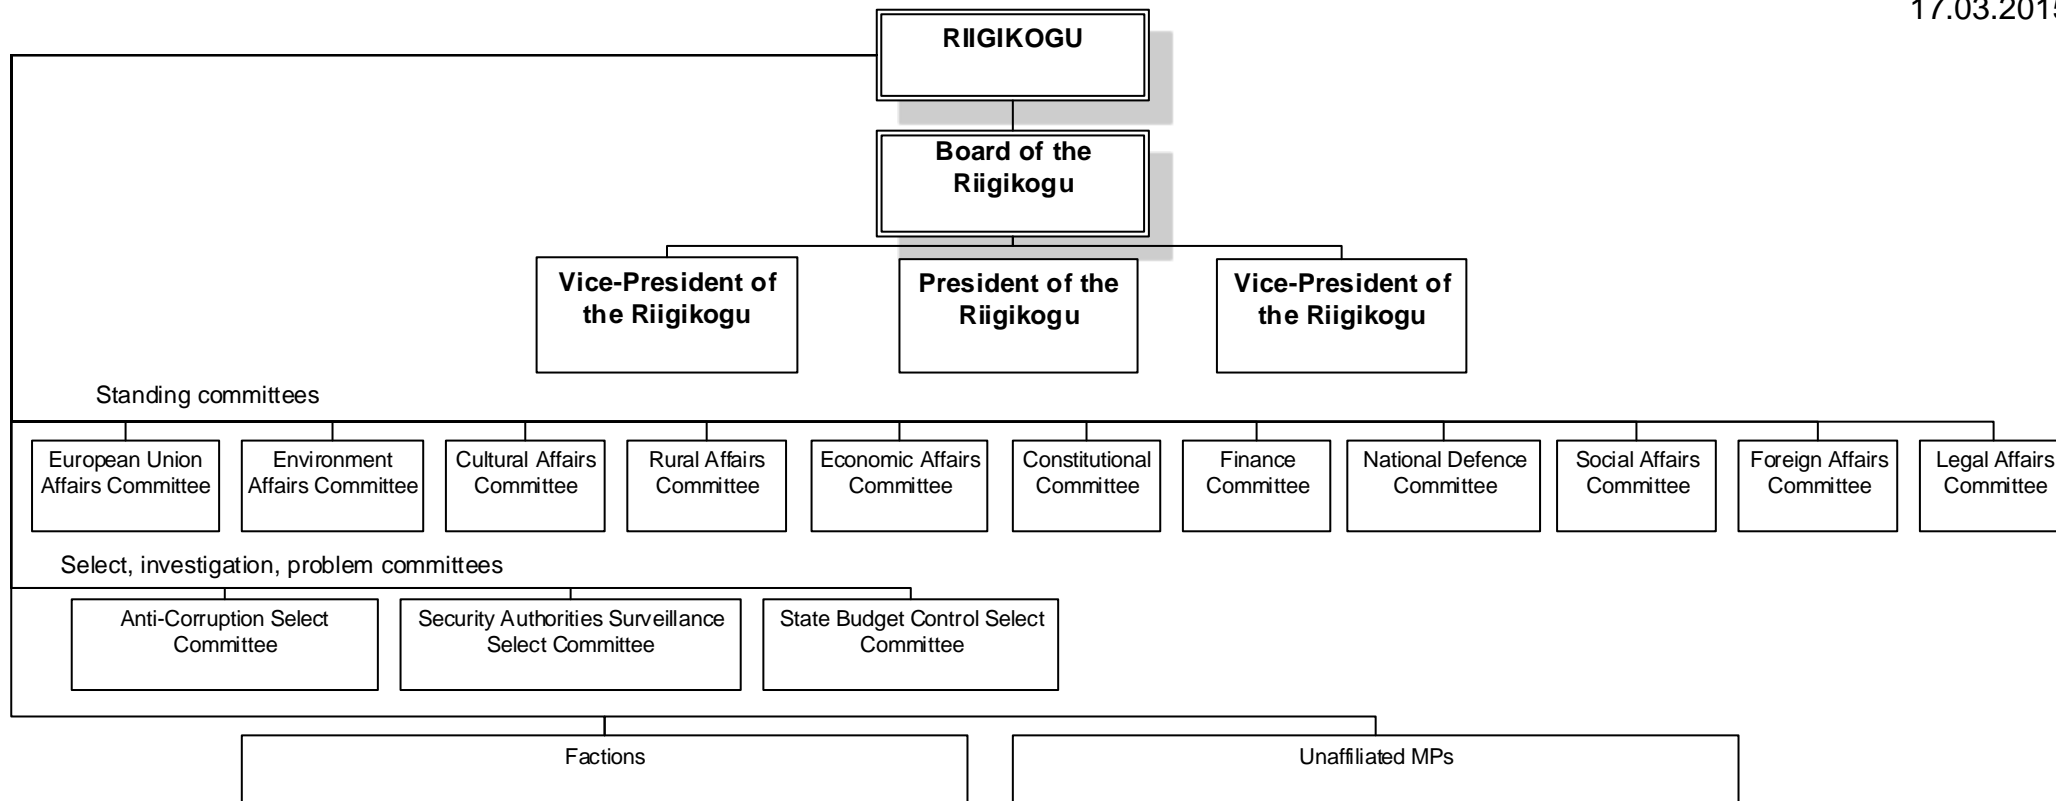 17.03.2015
RIIGIKOGU
Board of the
Riigikogu
Vice-President of
the Riigikogu
President of the
Riigikogu
Vice-President of
the Riigikogu
Standing committees
European Union
Affairs Committee
Environment
Affairs Committee
Cultural Affairs
Committee
Rural Affairs
Committee
Economic Affairs
Committee
Constitutional
Committee
Finance
Committee
National Defence
Committee
Social Affairs
Committee
Foreign Affairs
Committee
Legal Affairs
Committee
Select, investigation, problem committees
Anti-Corruption Select
Committee
Security Authorities Surveillance
Select Committee
State Budget Control Select
Committee
Factions
Unaffiliated MPs